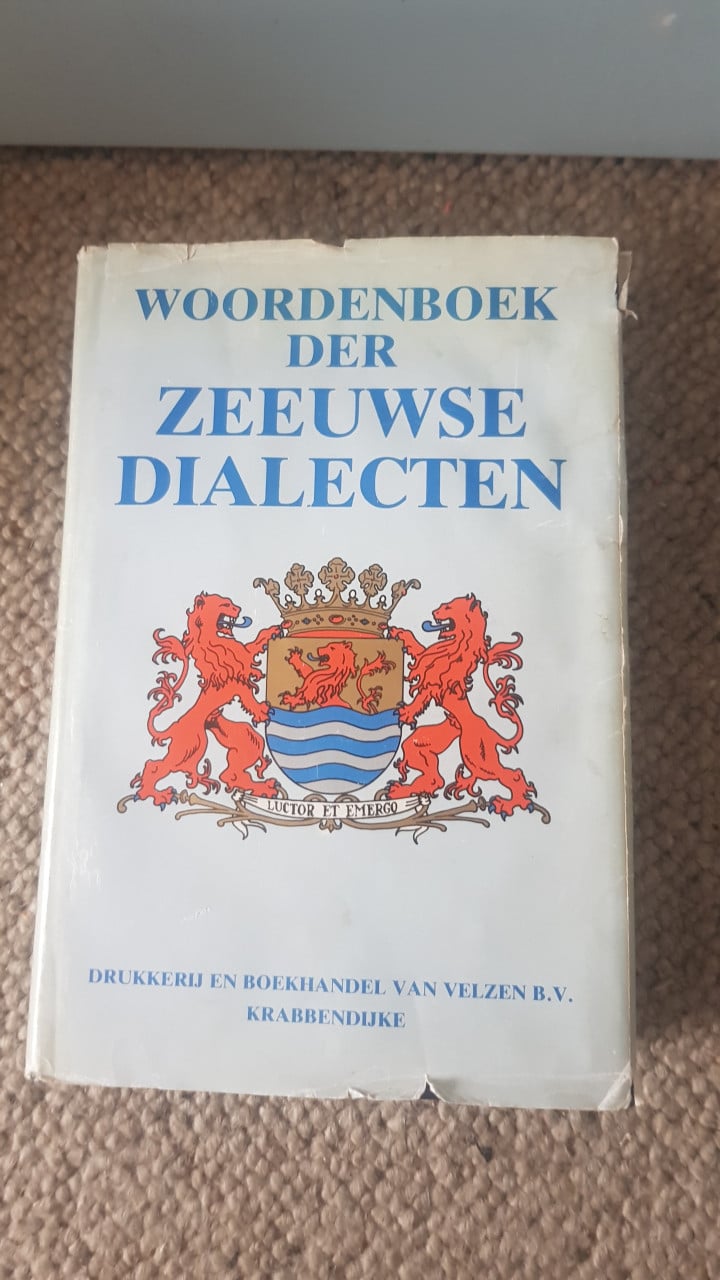 WOORDENBOEK
DER
ZEEUWSE
DIALECTEN
LUCTOR ET EMERGO
DRUKKERIJ EN BOEKHANDEL VAN VELZEN B.V.
KRABBENDIJKE